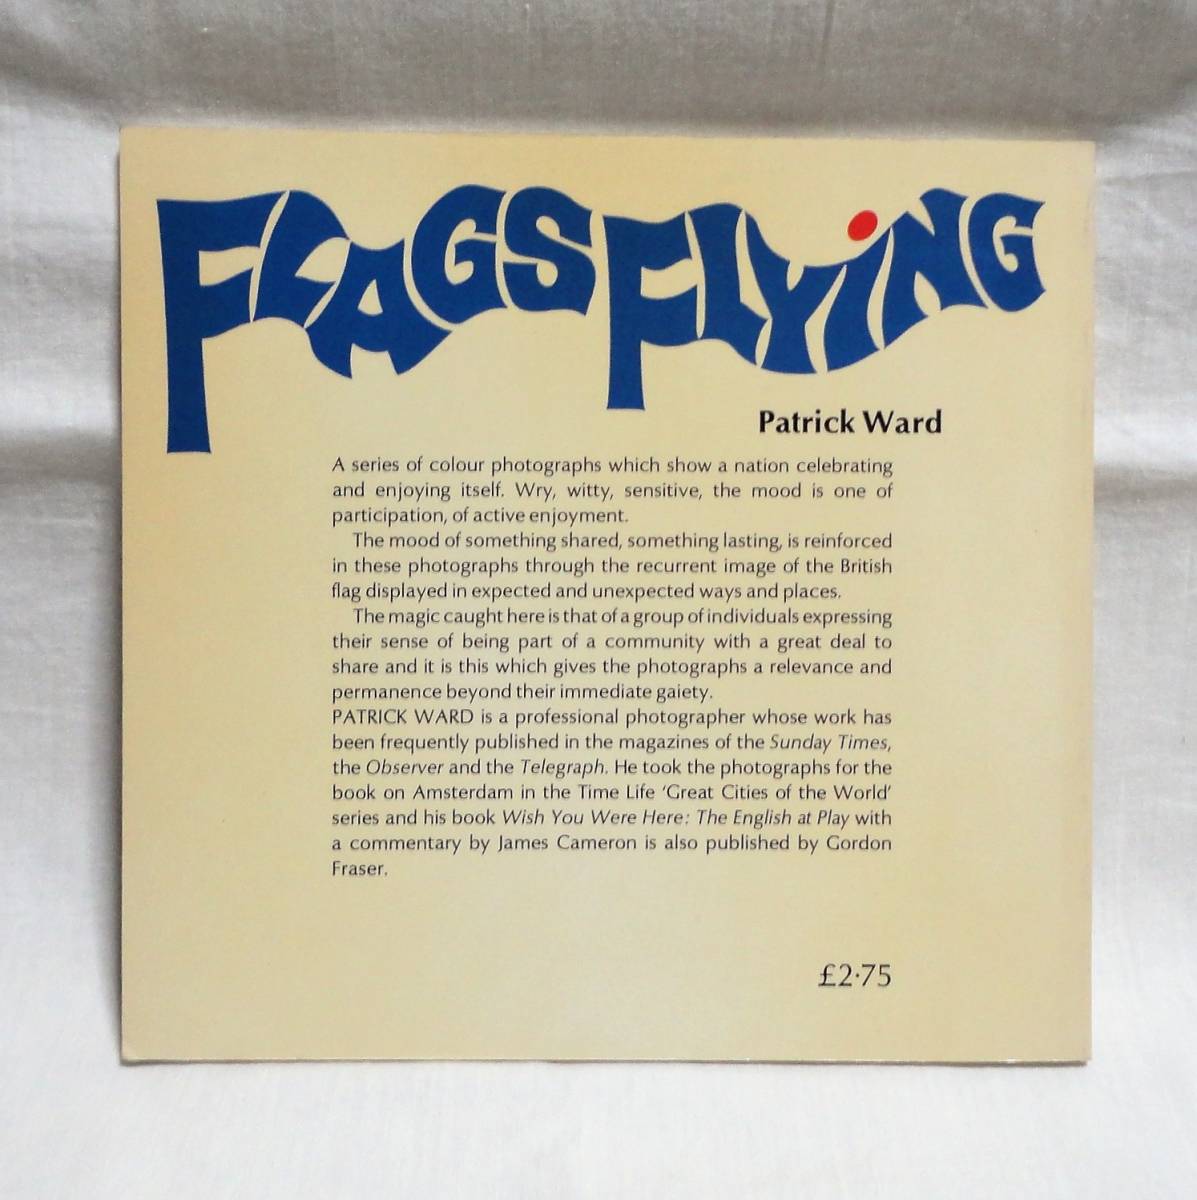 FLAGS FLYiNG
Patrick Ward
A series of colour photographs which show a nation celebrating
and enjoying itself. Wry, witty, sensitive, the mood is one of
participation, of active enjoyment.
The mood of something shared, something lasting, is reinforced
in these photographs through the recurrent image of the British
flag displayed in expected and unexpected ways and places.
The magic caught here is that of a group of individuals expressing
their sense of being part of a community with a great deal to
share and it is this which gives the photographs a relevance and
permanence beyond their immediate gaiety.
PATRICK WARD is a professional photographer whose work has
been frequently published in the magazines of the Sunday Times,
the Observer and the Telegraph. He took the photographs for the
book on Amsterdam in the Time Life ‘Great Cities of the World’
series and his book Wish You Were Here: The English at Play with
a commentary by James Cameron is also published by Gordon
Fraser.
£2·75